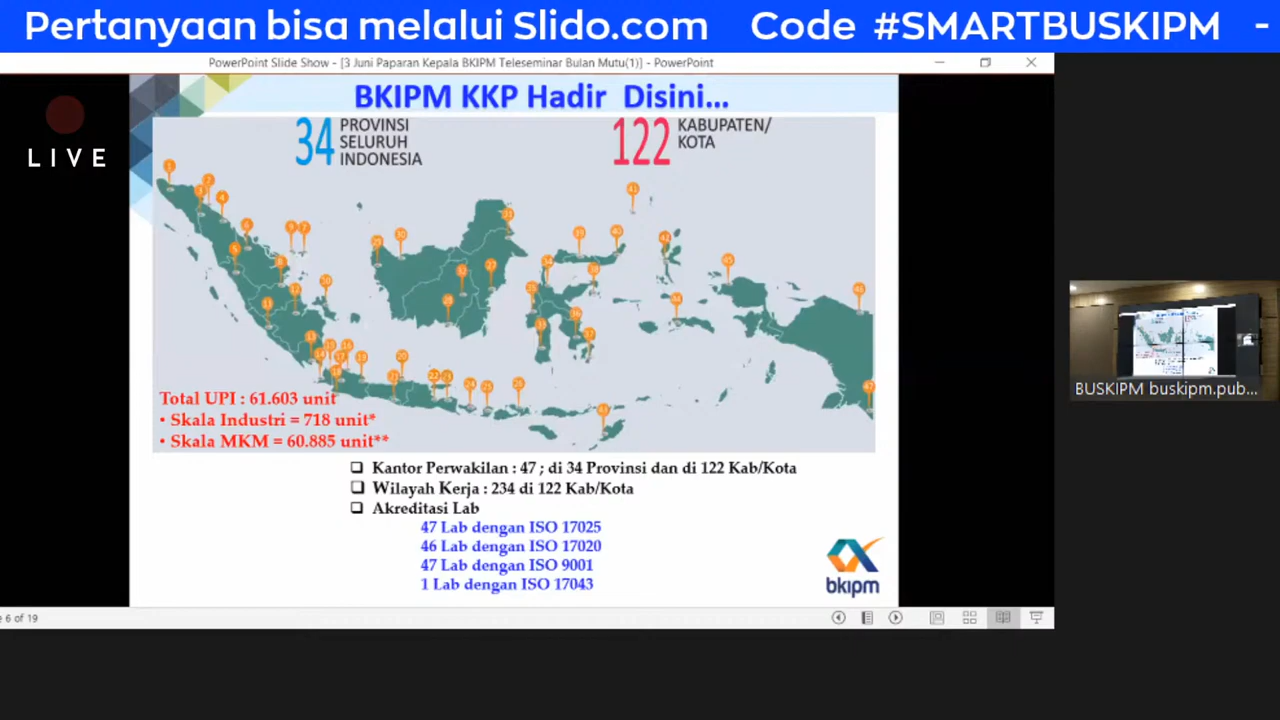 Pertanyaan bisa melalui Slido.com Code #SMARTBUSKIPM -
PowerPoint Slide Show - [3 Juni Paparan Kepala BKIPM Teleseminar Bulan Mutu(1)] - PowerPoint
LIVE
BKIPM KKP Hadir Disini...
34 PROVINSI
SELURUH
INDONESIA
122 KABUPATEN/
KOTA
Total UPI : 61.603 unit
• Skala Industri = 718 unit*
• Skala MKM = 60.885 unit**
❑ Kantor Perwakilan : 47 ; di 34 Provinsi dan di 122 Kab/Kota
❑ Wilayah Kerja : 234 di 122 Kab/Kota
❑ Akreditasi Lab
47 Lab dengan ISO 17025
46 Lab dengan ISO 17020
47 Lab dengan ISO 9001
1 Lab dengan ISO 17043
bkipm
BUSKIPM buskipm.pub...
e 6 of 19